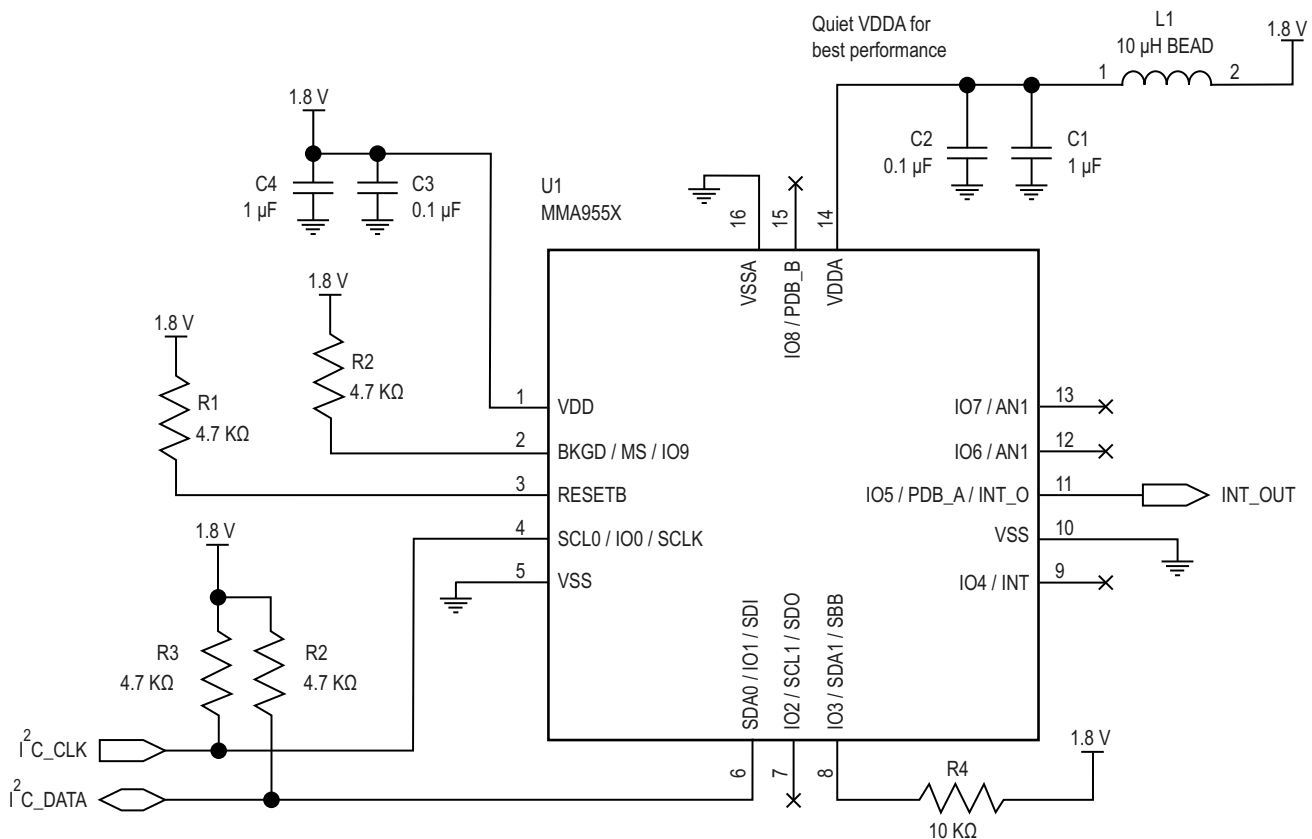 Quiet VDDA for
best performance
L1
10 µH BEAD
1.8 V
1
2
1.8 V
C2
0.1 µF
C1
1 µF
C4
1 µF
C3
0.1 µF
U1
MMA955X
16
15
14
VSSA
IO8 / PDB_B
VDDA
1.8 V
R2
4.7 KΩ
1.8 V
R1
4.7 KΩ
1
VDD
2
BKGD / MS / IO9
3
RESETB
4
SCL0 / IO0 / SCLK
5
VSS
IO7 / AN1
13
IO6 / AN1
12
IO5 / PDB_A / INT_O
11
INT_OUT
VSS
10
IO4 / INT
9
1.8 V
R3
4.7 KΩ
R2
4.7 KΩ
SDA0 / IO1 / SDI
IO2 / SCL1 / SDO
IO3 / SDA1 / SBB
6
7
8
I²C_CLK
I²C_DATA
R4
10 KΩ
1.8 V